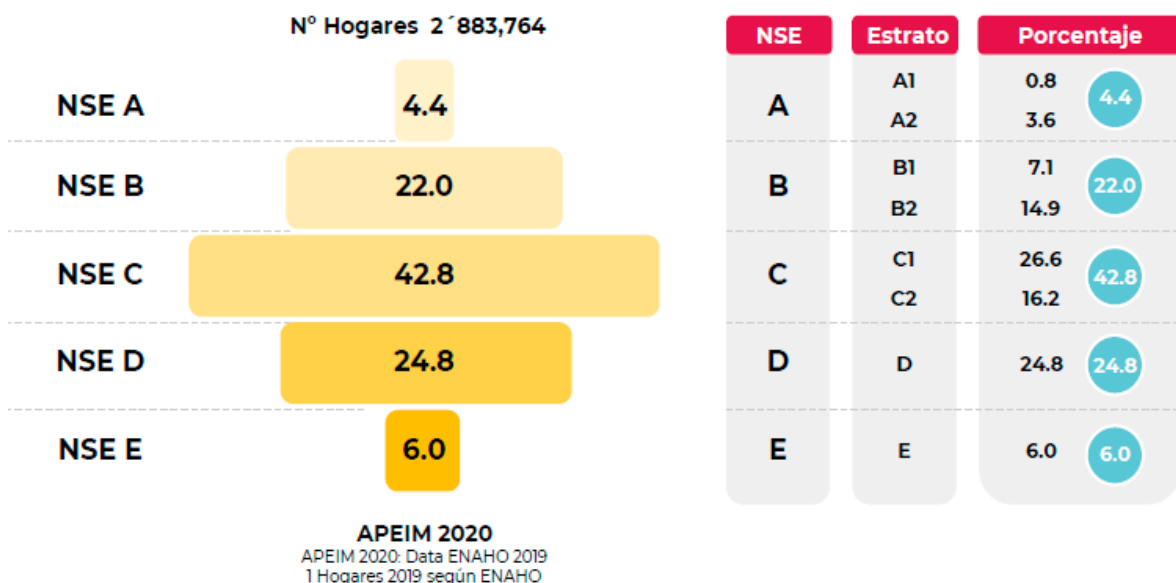 N° Hogares 2´883,764
NSE A 4.4
NSE B 22.0
NSE C 42.8
NSE D 24.8
NSE E 6.0
APEIM 2020
APEIM 2020: Data ENAHO 2019
1 Hogares 2019 según ENAHO
NSE Estrato Porcentaje
A A1 0.8 4.4
A2 3.6
B B1 7.1 22.0
B2 14.9
C C1 26.6 42.8
C2 16.2
D D 24.8 24.8
E E 6.0 6.0